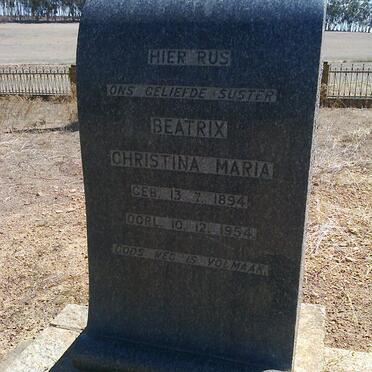 HIER RUS
ONS GELIEFDE SUSTER
BEATRIX
CHRISTINA MARIA
GEB. 13. 7. 1894
OORL. 10. 12. 1954
GODS WEG IS VOLMAAK